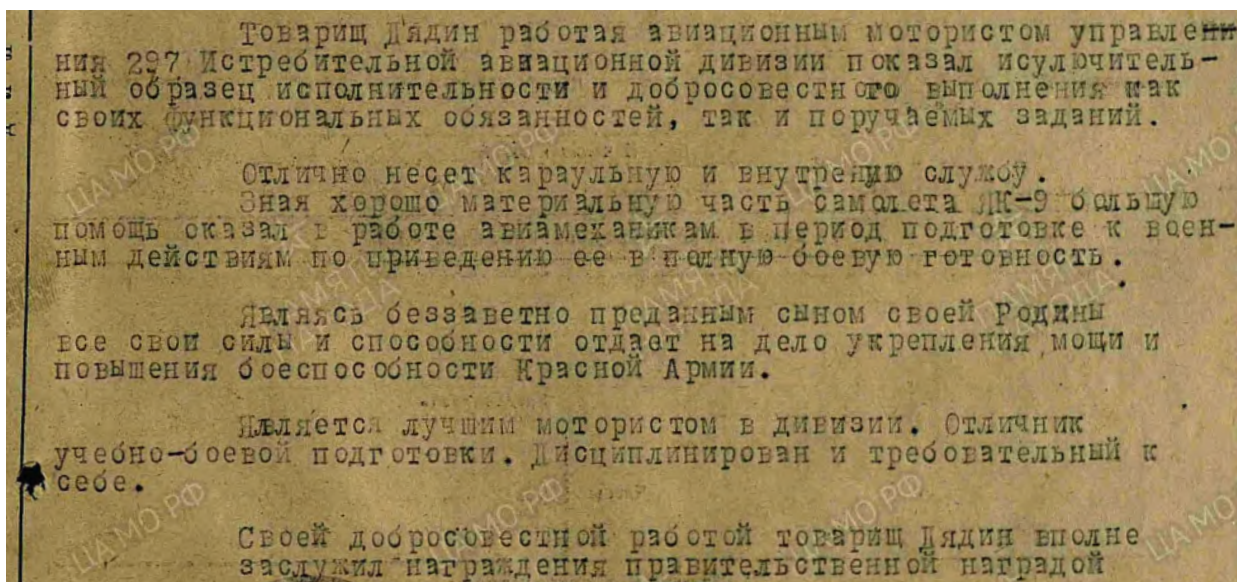 Товарищ Дядин работая авиационным мотористом управлени
ния 297 Истребительной авиационной дивизии показал исулючитель-
ный образец исполнительности и добросовестного выполнения как
своих функциональных обязанностей, так и поручаемых заданий.
Отлично несет караульную и внутренюю службу.
Зная хорошо материальную часть самолета ЯК-9 большую
помощь оказал в работе авиамеханикам в период подготовке к воен-
ным действиям по приведению ее в полную боевую готовность.
Являясь беззаветно преданным сыном своей Родины
все свои силы и способности отдает на дело укрепления мощи и
повышения боеспособности Красной Армии.
Является лучшим мотористом в дивизии. Отличник
учебно-боевой подготовки. Дисциплинирован и требовательный к
себе.
Своей добросовестной работой товарищ Дядин вполне
заслужил награждения правительственной наградой